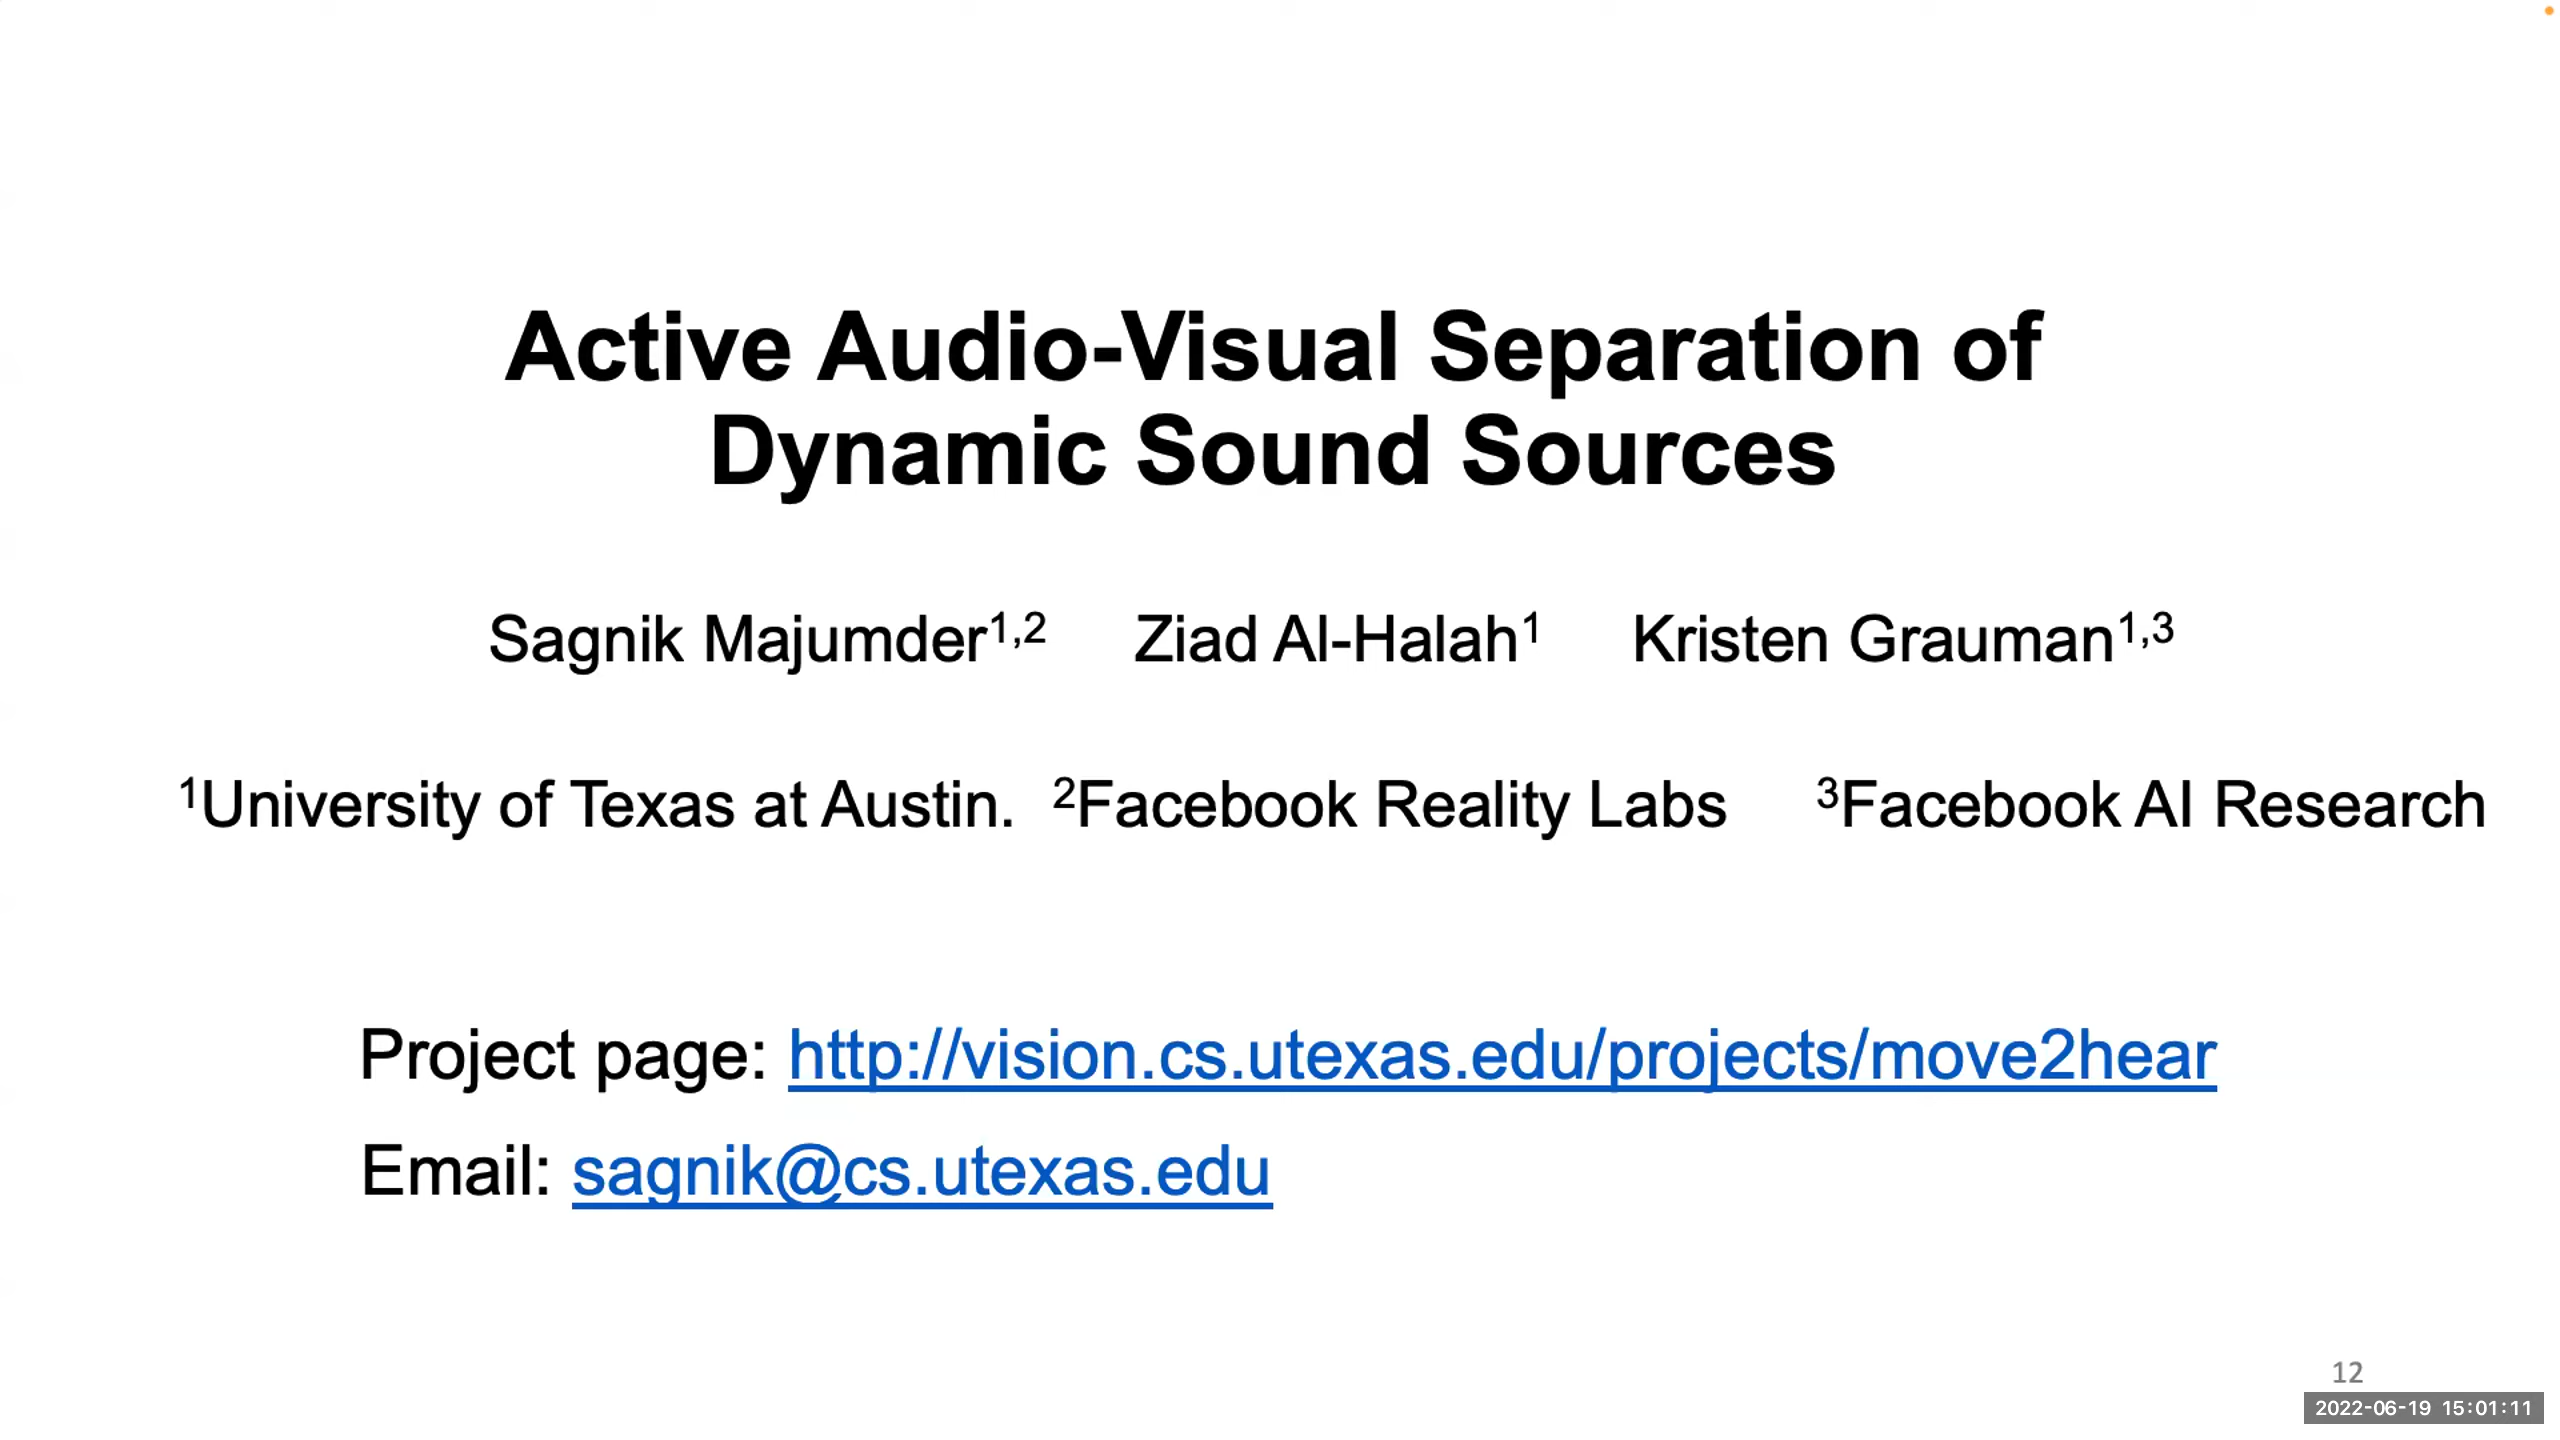 Active Audio-Visual Separation of
Dynamic Sound Sources
Sagnik Majumder1,2 Ziad Al-Halah1 Kristen Grauman1,3
1University of Texas at Austin. 2Facebook Reality Labs 3Facebook AI Research
Project page: http://vision.cs.utexas.edu/projects/move2hear
Email: sagnik@cs.utexas.edu
12
2022-06-19 15:01:11